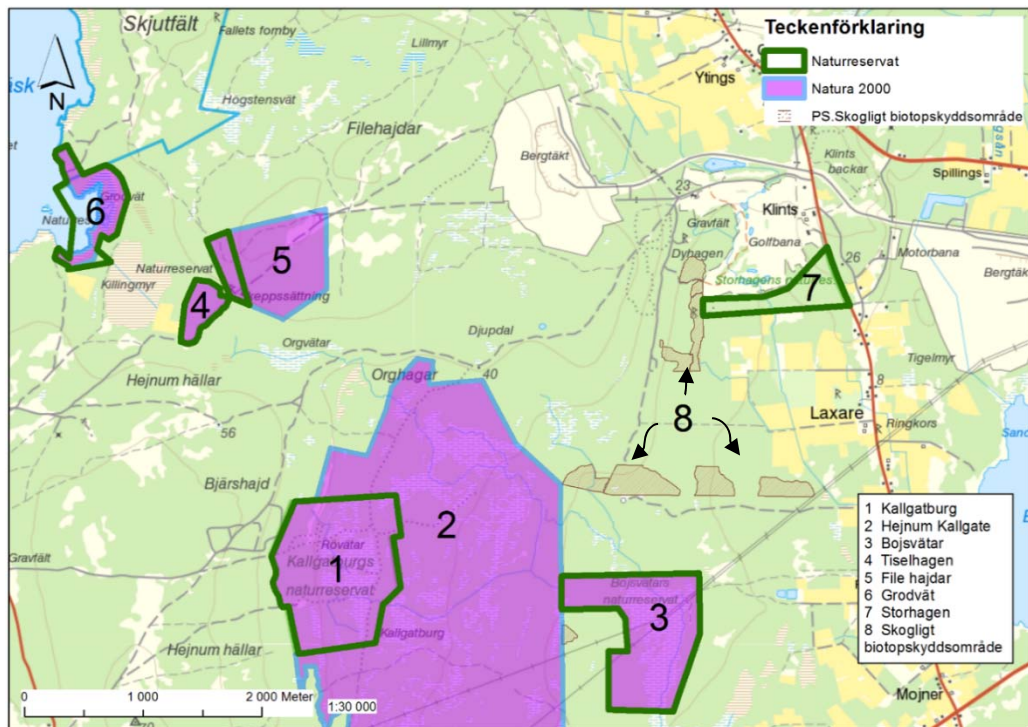 Skjutfält
Fallets fornby
Lillmyr
Högstensvät
Filehajdar
N
Teckenförklaring
Naturreservat
Natura 2000
PS.Skogligt biotopskyddsområde
Ytings
Bergtäkt
Klints
backar
Spillings
23
Gravfält
Klints
Dyhagen
Golfbana
26
Motorbana
Bergtäkt
Grodvät
6
Naturreservat
Killingmyr
5
4
7
Orgvätar
Djupdal
Orghagar
40
Hejnum hällar
56
Tigelmyr
8
Laxare
Ringkors
8
Bjärshajd
Gravfält
2
Rövätar
1
Kallgatburgs
naturreservat
Kallgatburg
Bojsvätars
naturreservat
3
Hejnum hällar
1 Kallgatburg
2 Hejnum Kallgate
3 Bojsvätar
4 Tiselhagen
5 File hajdar
6 Grodvät
7 Storhagen
8 Skogligt
biotopskyddsområde
Mojner
0 1 000 2 000 Meter
1:30 000